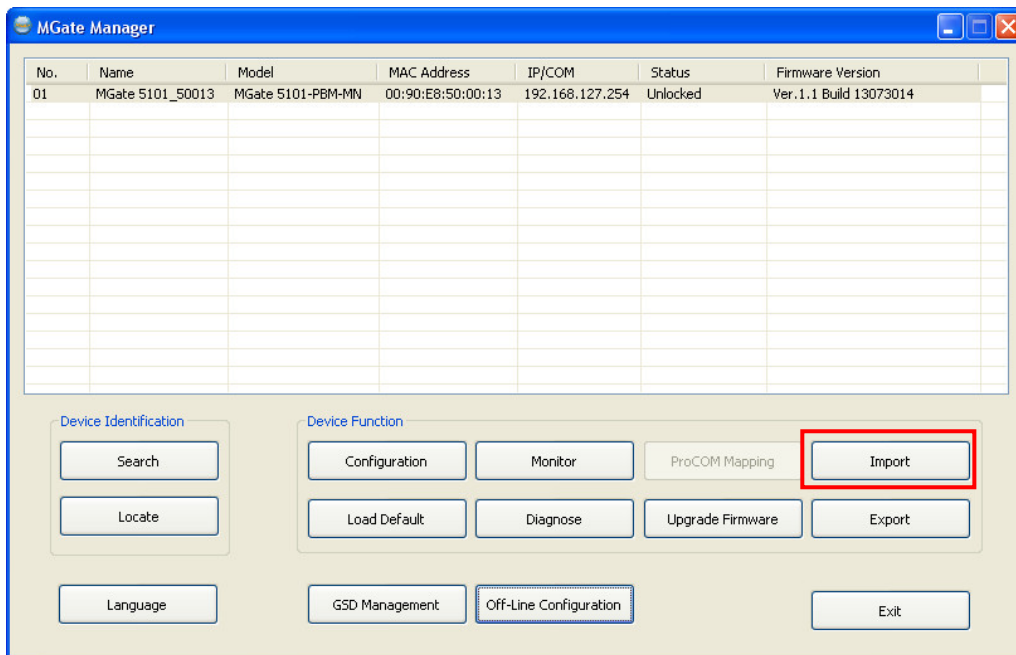 MGate Manager
No. Name Model MAC Address IP/COM Status Firmware Version
01 MGate 5101_50013 MGate 5101-PBM-MN 00:90:E8:50:00:13 192.168.127.254 Unlocked Ver.1.1 Build 13073014
Device Identification Device Function
Search Configuration Monitor ProCOM Mapping Import
Locate Load Default Diagnose Upgrade Firmware Export
Language GSD Management Off-Line Configuration Exit